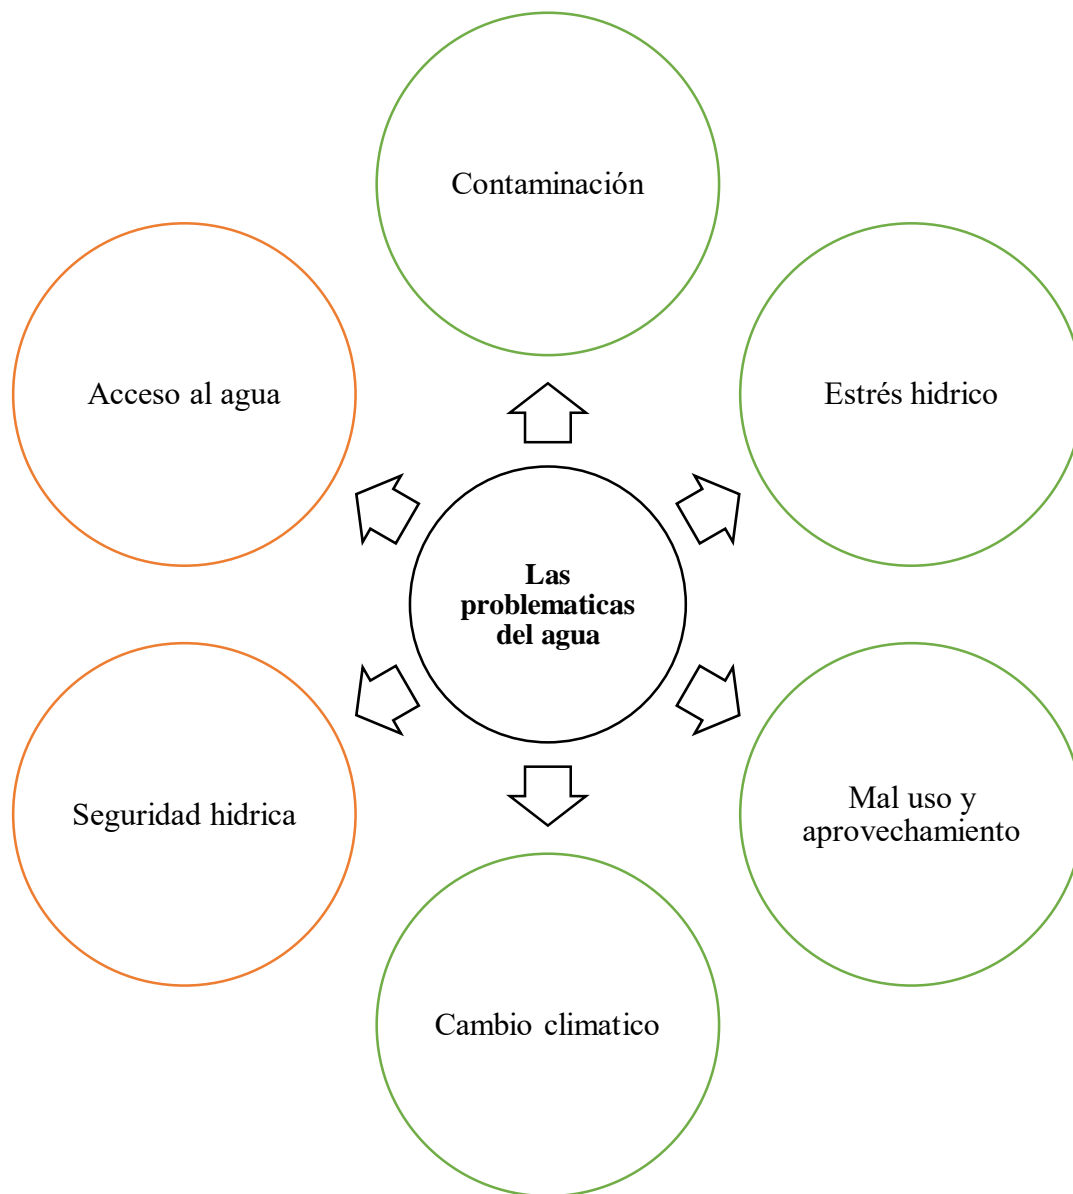 Contaminación
Acceso al agua
Estrés hidrico
Las
problematicas
del agua
Seguridad hidrica
Mal uso y
aprovechamiento
Cambio climatico